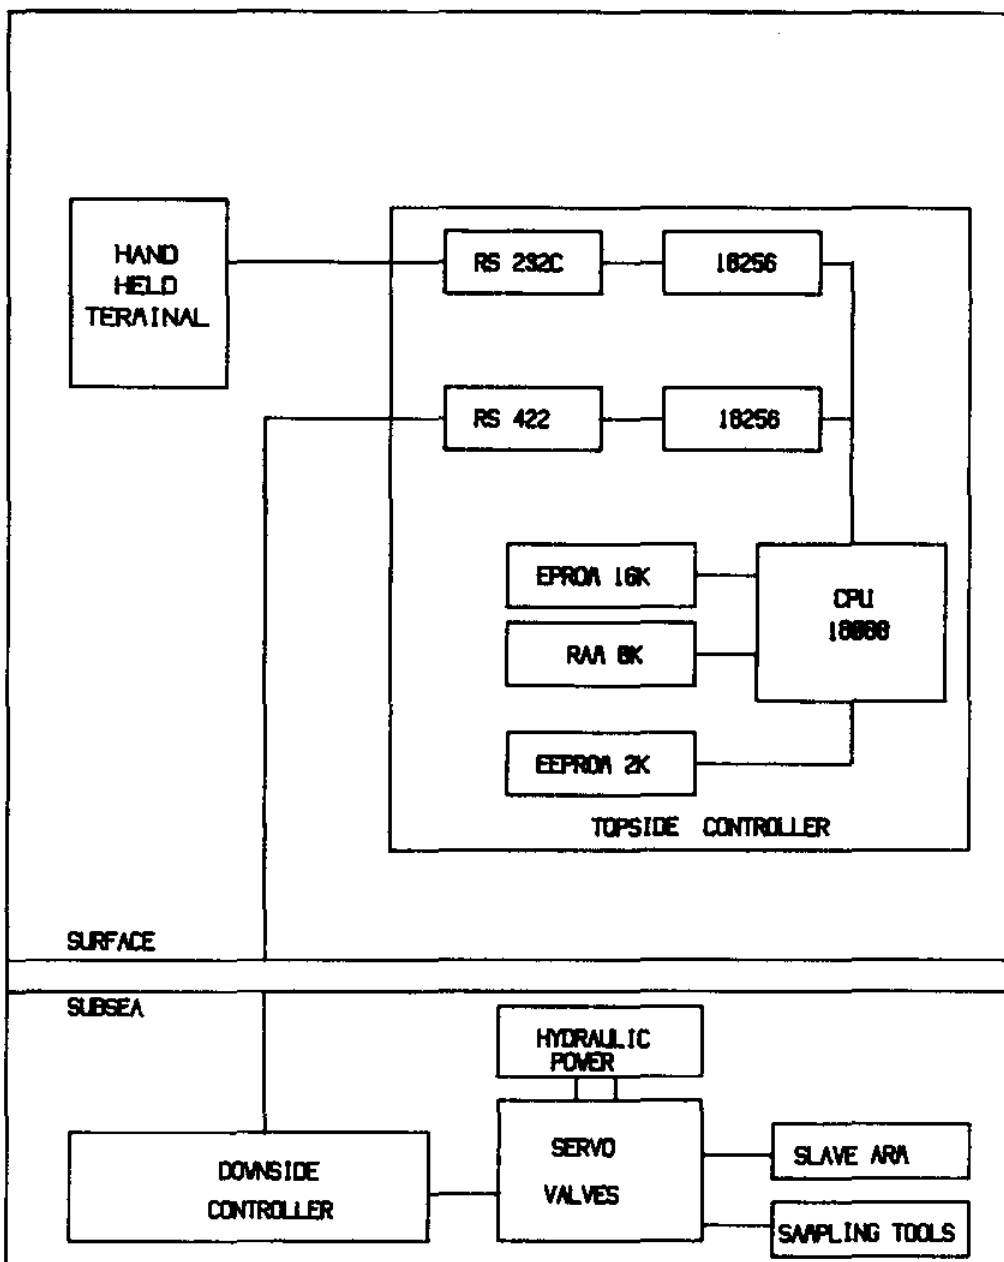 HAND
HELD
TERMINAL
RS 232C
18256
RS 422
18256
EPROM 16K
CPU
18088
RAM 8K
EEPROM 2K
TOPSIDE CONTROLLER
SURFACE
SUBSEA
HYDRAULIC
POWER
SERVO
VALVES
SLAVE ARM
DOWNSIDE
CONTROLLER
SAMPLING TOOLS